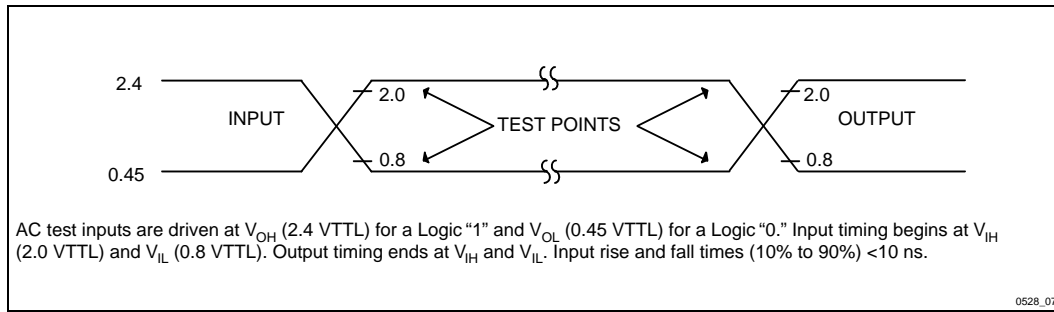 2.4
2.0
INPUT
TEST POINTS
2.0
OUTPUT
0.8
0.8
0.45
AC test inputs are driven at VOH (2.4 VTTL) for a Logic “1” and VOL (0.45 VTTL) for a Logic “0.” Input timing begins at VIH
(2.0 VTTL) and VIL (0.8 VTTL). Output timing ends at VIH and VIL. Input rise and fall times (10% to 90%) <10 ns.
0528_07